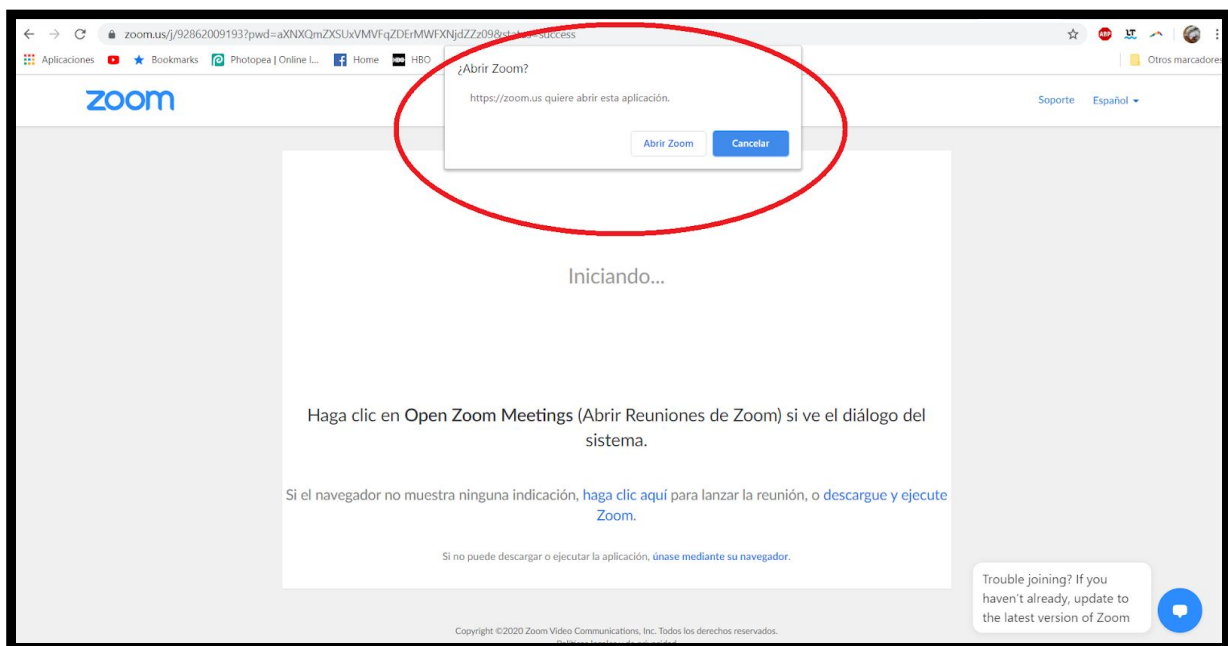 zoom.us/j/92862009193?pwd=aXNXQmZXSUxVMVFqZDErMWFXNjdZZz09&status=success
Aplicaciones Bookmarks Photopea | Online I... Home HBO Otros marcadores
zoom Soporte Español
¿Abrir Zoom?
https://zoom.us quiere abrir esta aplicación.
Abrir Zoom Cancelar
Iniciando...
Haga clic en Open Zoom Meetings (Abrir Reuniones de Zoom) si ve el diálogo del
sistema.
Si el navegador no muestra ninguna indicación, haga clic aquí para lanzar la reunión, o descargue y ejecute
Zoom.
Si no puede descargar o ejecutar la aplicación, únase mediante su navegador.
Trouble joining? If you
haven't already, update to
the latest version of Zoom
Copyright ©2020 Zoom Video Communications, Inc. Todos los derechos reservados.